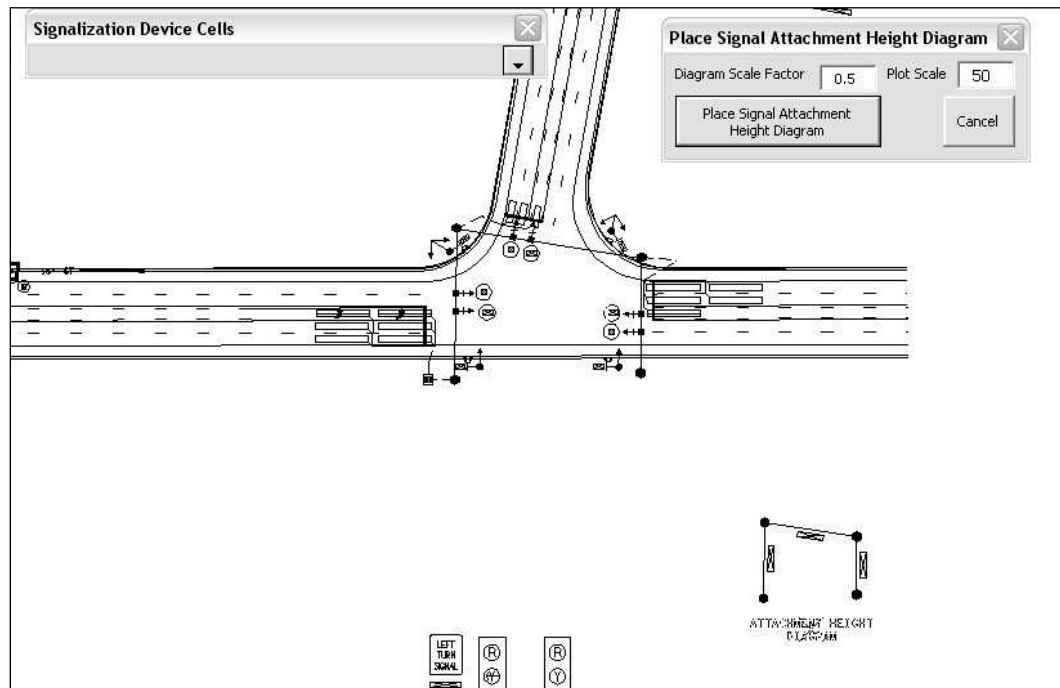 Signalization Device Cells
Place Signal Attachment Height Diagram
Diagram Scale Factor 0.5 Plot Scale 50
Place Signal Attachment
Height Diagram
Cancel
ATTACHMENT HEIGHT
DIAGRAM
LEFT
TURN
SIGNAL
R R
Y